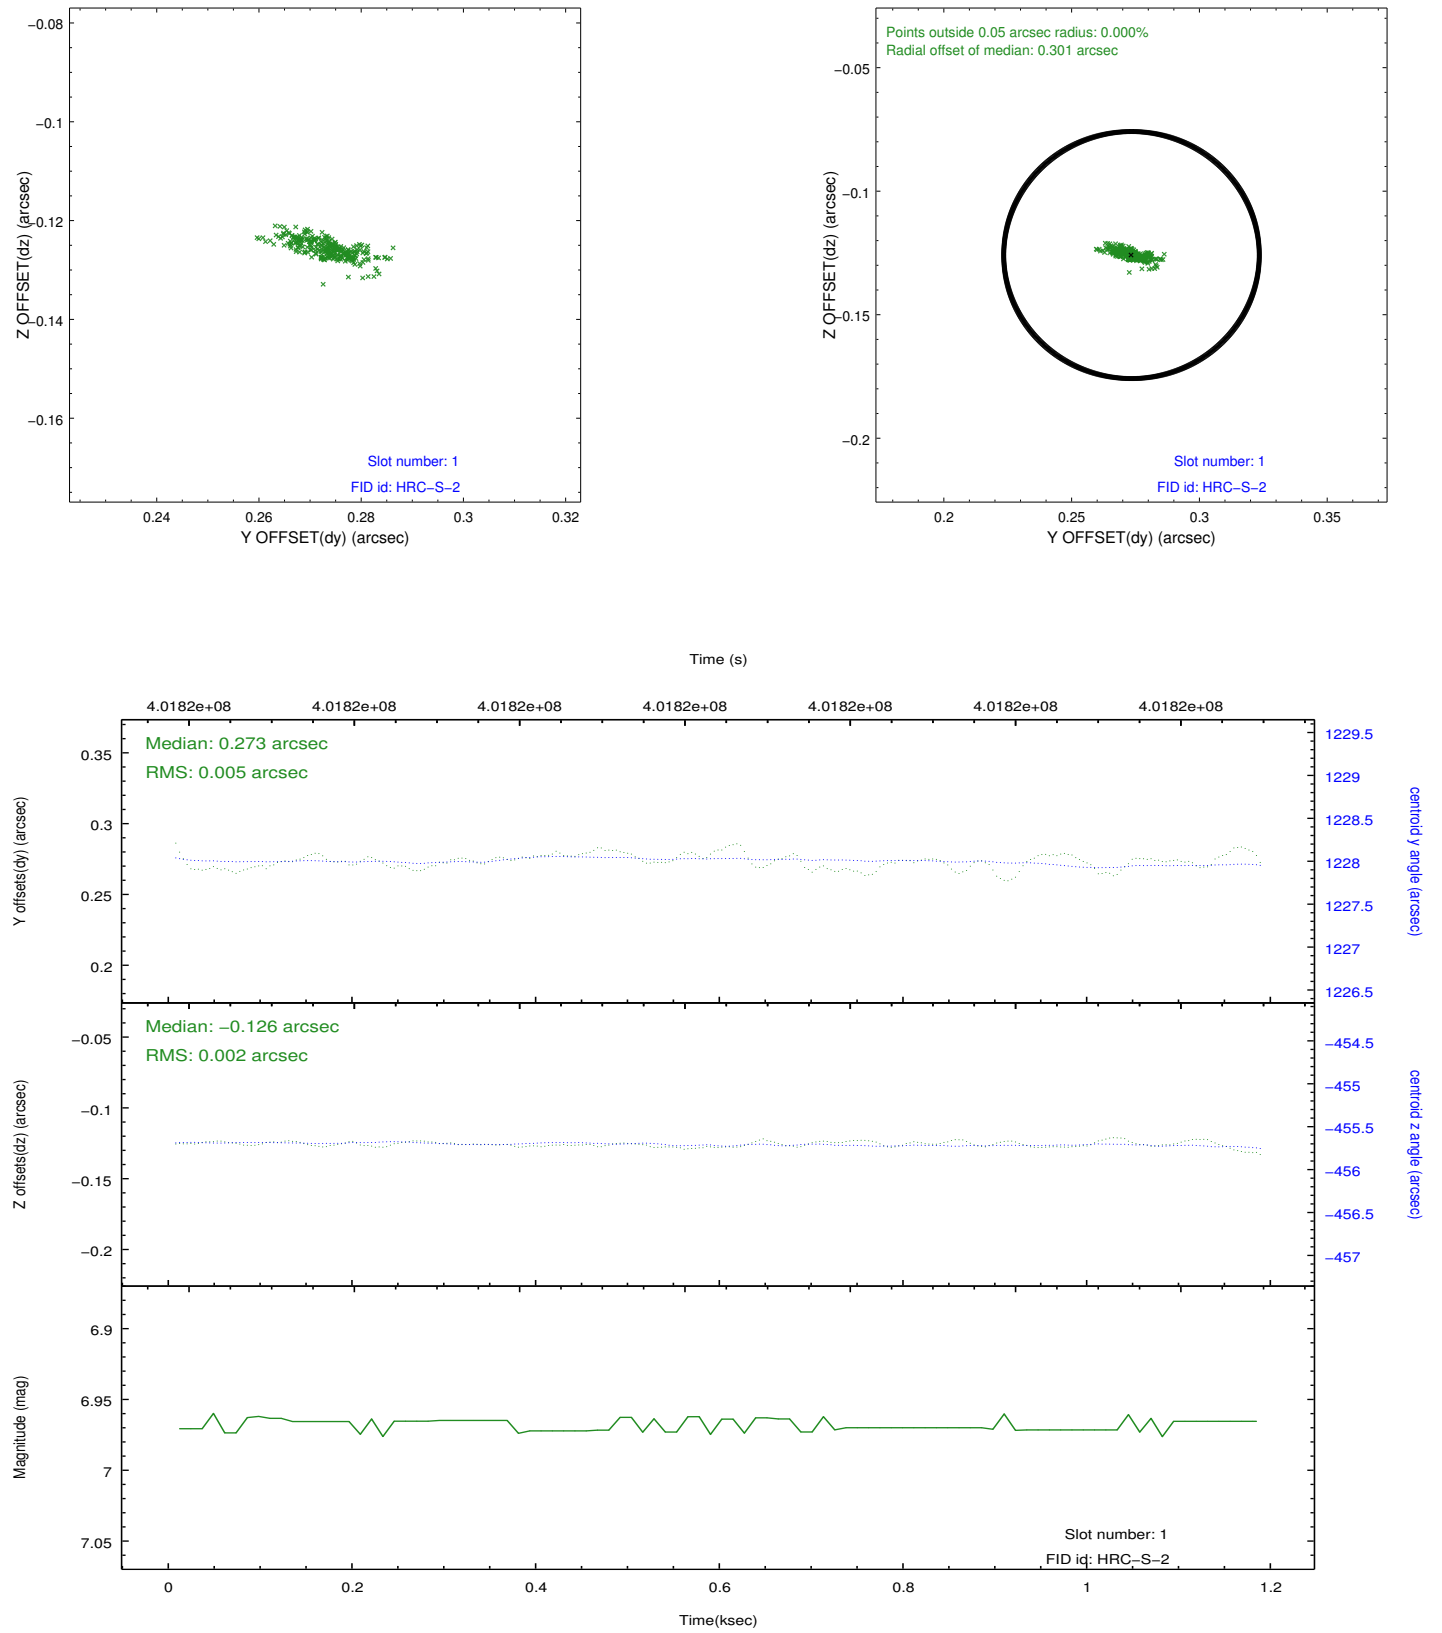 −0.08
−0.1
−0.12
−0.14
−0.16
Z OFFSET(dz) (arcsec)
Slot number: 1
FID id: HRC−S−2
0.24 0.26 0.28 0.3 0.32
Y OFFSET(dy) (arcsec)
Points outside 0.05 arcsec radius: 0.000%
Radial offset of median: 0.301 arcsec
−0.05
−0.1
−0.15
−0.2
Z OFFSET(dz) (arcsec)
Slot number: 1
FID id: HRC−S−2
0.2 0.25 0.3 0.35
Y OFFSET(dy) (arcsec)
Time (s)
4.0182e+08 4.0182e+08 4.0182e+08 4.0182e+08 4.0182e+08 4.0182e+08 4.0182e+08
Median: 0.273 arcsec
RMS: 0.005 arcsec
0.35
0.3
0.25
0.2
Y offsets(dy) (arcsec)
1229.5
1229
1228.5
1228
1227.5
1227
1226.5
centroid y angle (arcsec)
Median: −0.126 arcsec
RMS: 0.002 arcsec
−0.05
−0.1
−0.15
−0.2
Z offsets(dz) (arcsec)
−454.5
−455
−455.5
−456
−456.5
−457
centroid z angle (arcsec)
6.9
6.95
7
7.05
Magnitude (mag)
Slot number: 1
FID id: HRC−S−2
0 0.2 0.4 0.6 0.8 1 1.2
Time(ksec)